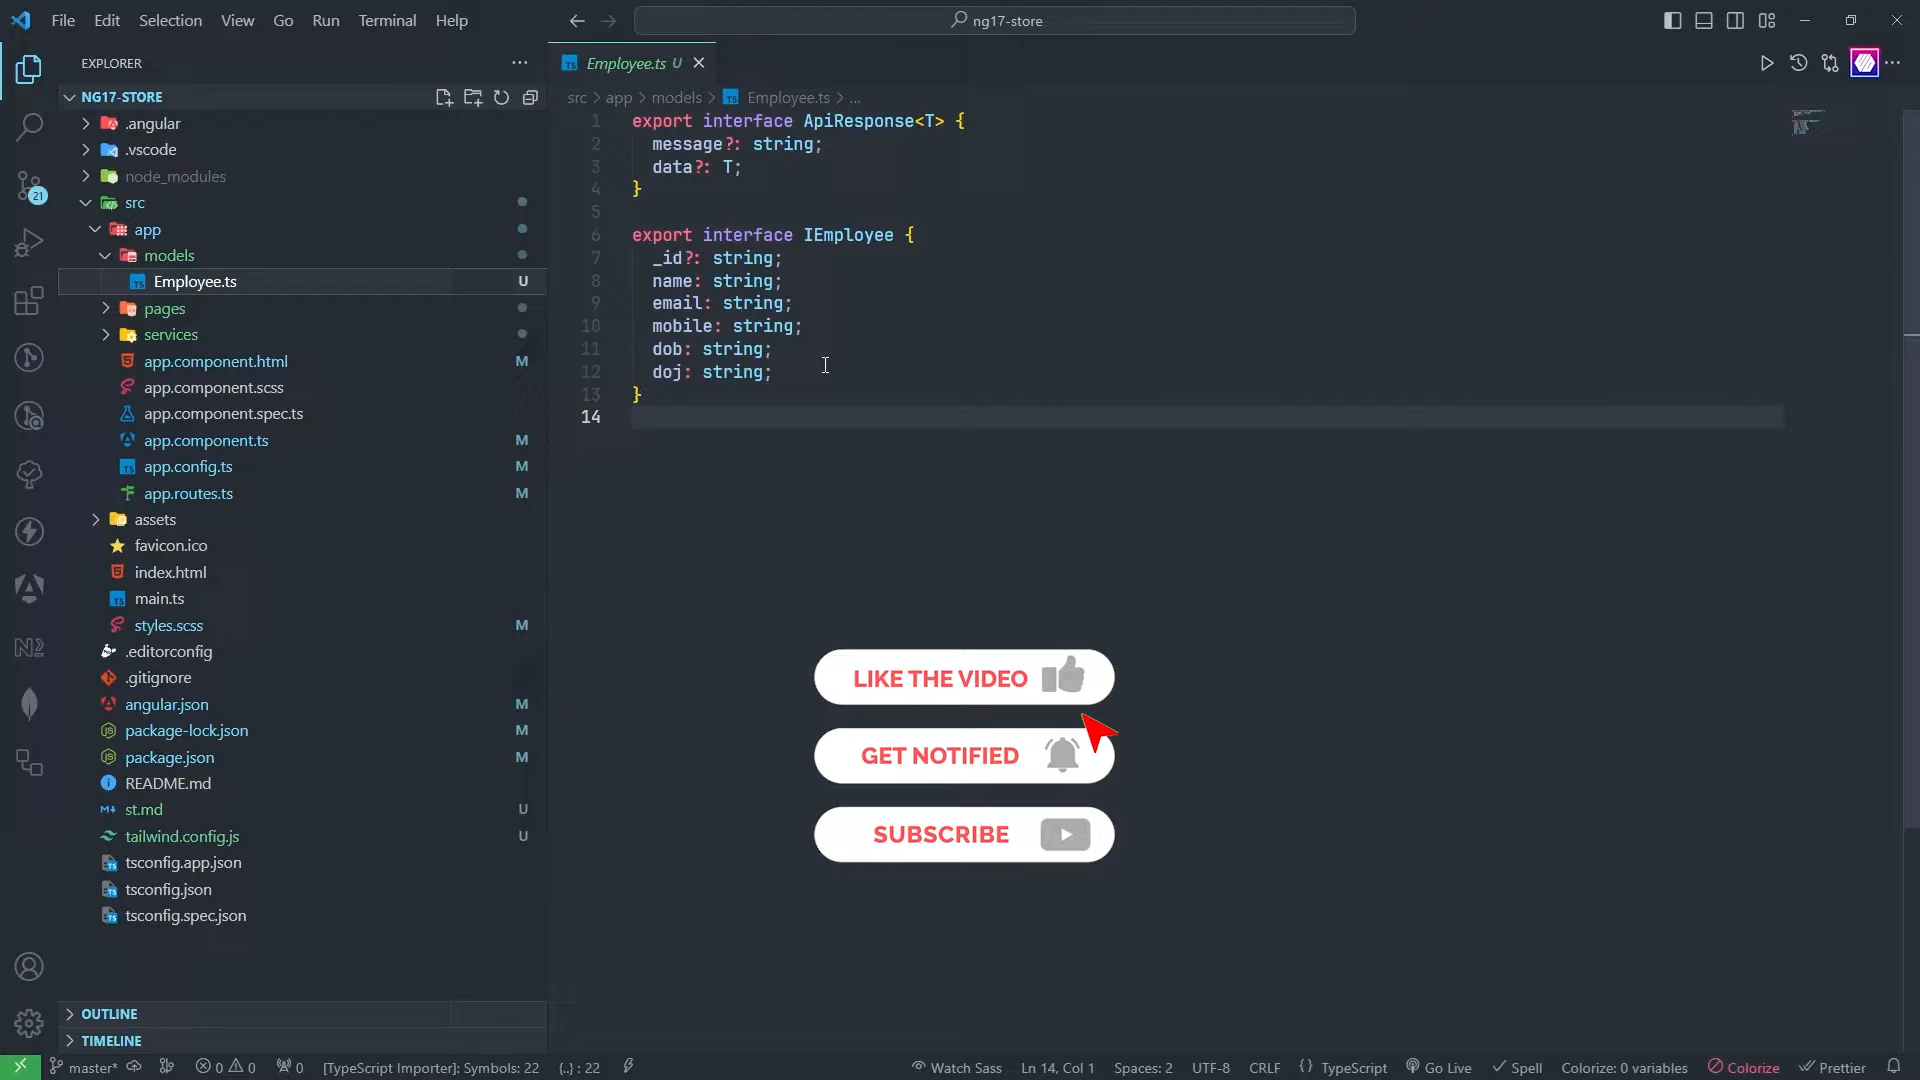 File Edit Selection View Go Run Terminal Help
ng17-store
EXPLORER
NG17-STORE
.angular
.vscode
node_modules
src
app
models
Employee.ts U
pages
services
app.component.html M
app.component.scss
app.component.spec.ts
app.component.ts M
app.config.ts M
app.routes.ts M
assets
favicon.ico
index.html
main.ts
styles.scss M
.editorconfig
.gitignore
angular.json M
package-lock.json M
package.json M
README.md
st.md U
tailwind.config.js U
tsconfig.app.json
tsconfig.json
tsconfig.spec.json
OUTLINE
TIMELINE
21
Employee.ts U
src > app > models > Employee.ts > ...
1 export interface ApiResponse<T> {
2 message?: string;
3 data?: T;
4 }
5
6 export interface IEmployee {
7 _id?: string;
8 name: string;
9 email: string;
10 mobile: string;
11 dob: string;
12 doj: string;
13 }
14
LIKE THE VIDEO
GET NOTIFIED
SUBSCRIBE
master* 0 0 0 [TypeScript Importer]: Symbols: 22 {..} : 22 Watch Sass Ln 14, Col 1 Spaces: 2 UTF-8 CRLF {} TypeScript Go Live Spell Colorize: 0 variables Colorize Prettier